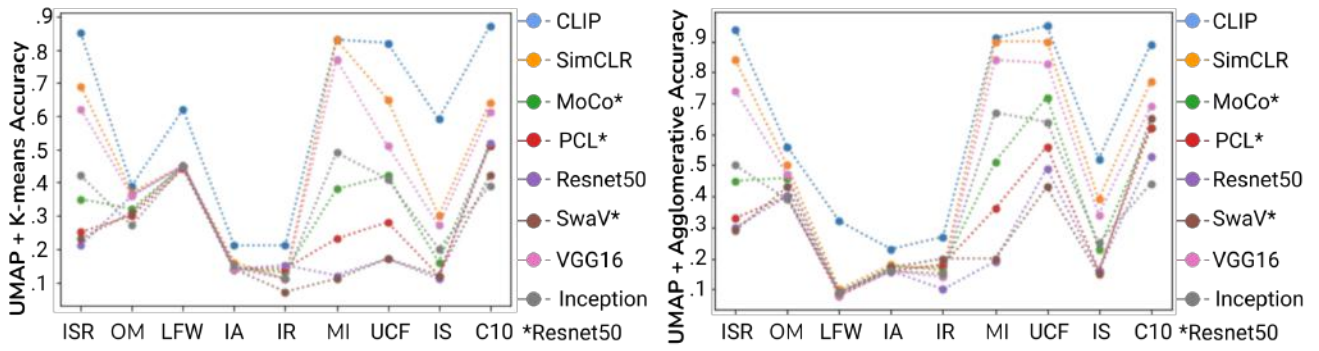 UMAP + K-means Accuracy
.9
.8
.7
.6
.5
.4
.3
.2
.1
ISR OM LFW IA IR MI UCF IS C10
- CLIP
- SimCLR
- MoCo*
- PCL*
- Resnet50
- SwaV*
- VGG16
- Inception
*Resnet50
UMAP + Agglomerative Accuracy
.9
.8
.7
.6
.5
.4
.3
.2
.1
ISR OM LFW IA IR MI UCF IS C10
- CLIP
- SimCLR
- MoCo*
- PCL*
- Resnet50
- SwaV*
- VGG16
- Inception
*Resnet50